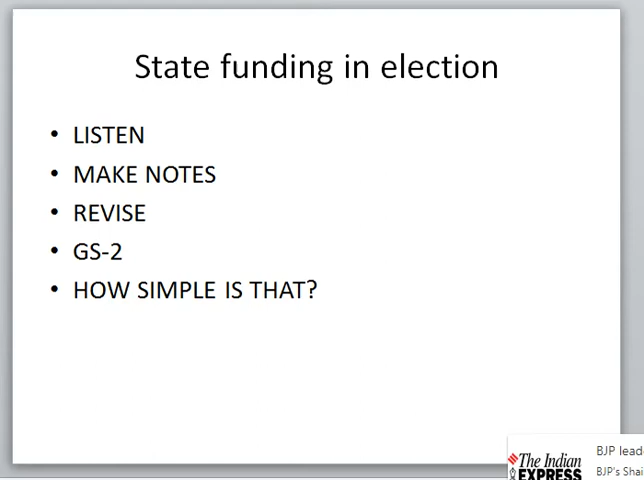 State funding in election
• LISTEN
• MAKE NOTES
• REVISE
• GS-2
• HOW SIMPLE IS THAT?
BJP lead
The Indian
EXPRESS
BJP's Shai